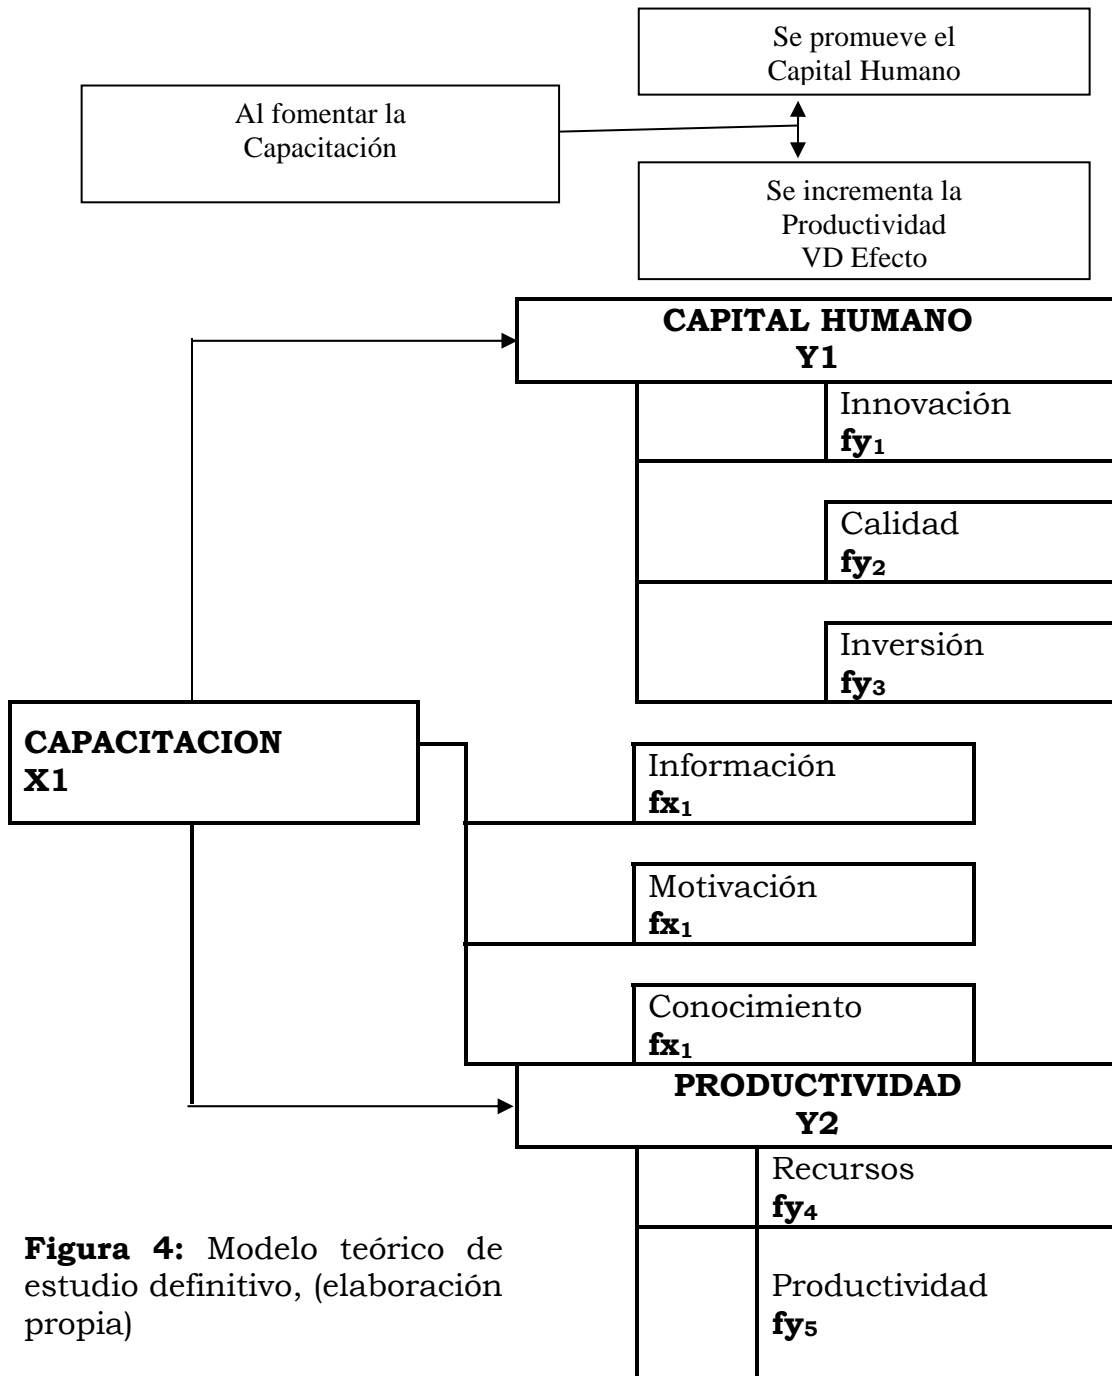 Se promueve el
Capital Humano
Al fomentar la
Capacitación
Se incrementa la
Productividad
VD Efecto
CAPITAL HUMANO
Y1
Innovación
fy₁
Calidad
fy₂
Inversión
fy₃
CAPACITACION
X1
Información
fx₁
Motivación
fx₁
Conocimiento
fx₁
PRODUCTIVIDAD
Y2
Recursos
fy₄
Productividad
fy₅
Figura 4: Modelo teórico de
estudio definitivo, (elaboración
propia)